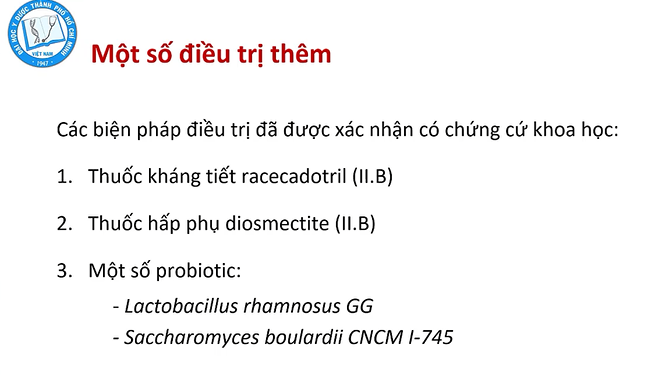 ĐẠI HỌC Y DƯỢC THÀNH PHỐ HỒ CHÍ MINH
VIỆT NAM
1947
Một số điều trị thêm
Các biện pháp điều trị đã được xác nhận có chứng cứ khoa học:
1. Thuốc kháng tiết racecadotril (II.B)
2. Thuốc hấp phụ diosmectite (II.B)
3. Một số probiotic:
- Lactobacillus rhamnosus GG
- Saccharomyces boulardii CNCM I-745